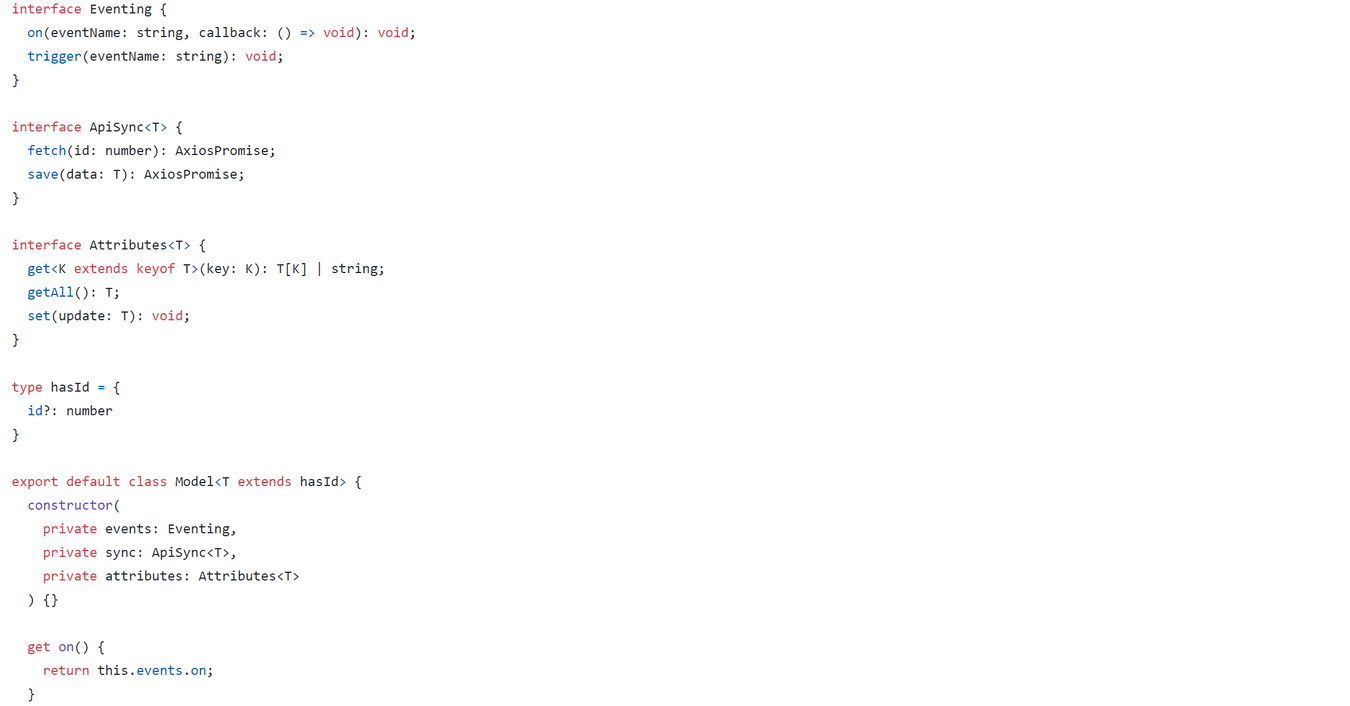 interface Eventing {
  on(eventName: string, callback: () => void): void;
  trigger(eventName: string): void;
}

interface ApiSync<T> {
  fetch(id: number): AxiosPromise;
  save(data: T): AxiosPromise;
}

interface Attributes<T> {
  get<K extends keyof T>(key: K): T[K] | string;
  getAll(): T;
  set(update: T): void;
}

type hasId = {
  id?: number
}

export default class Model<T extends hasId> {
  constructor(
    private events: Eventing,
    private sync: ApiSync<T>,
    private attributes: Attributes<T>
  ) {}

  get on() {
    return this.events.on;
  }